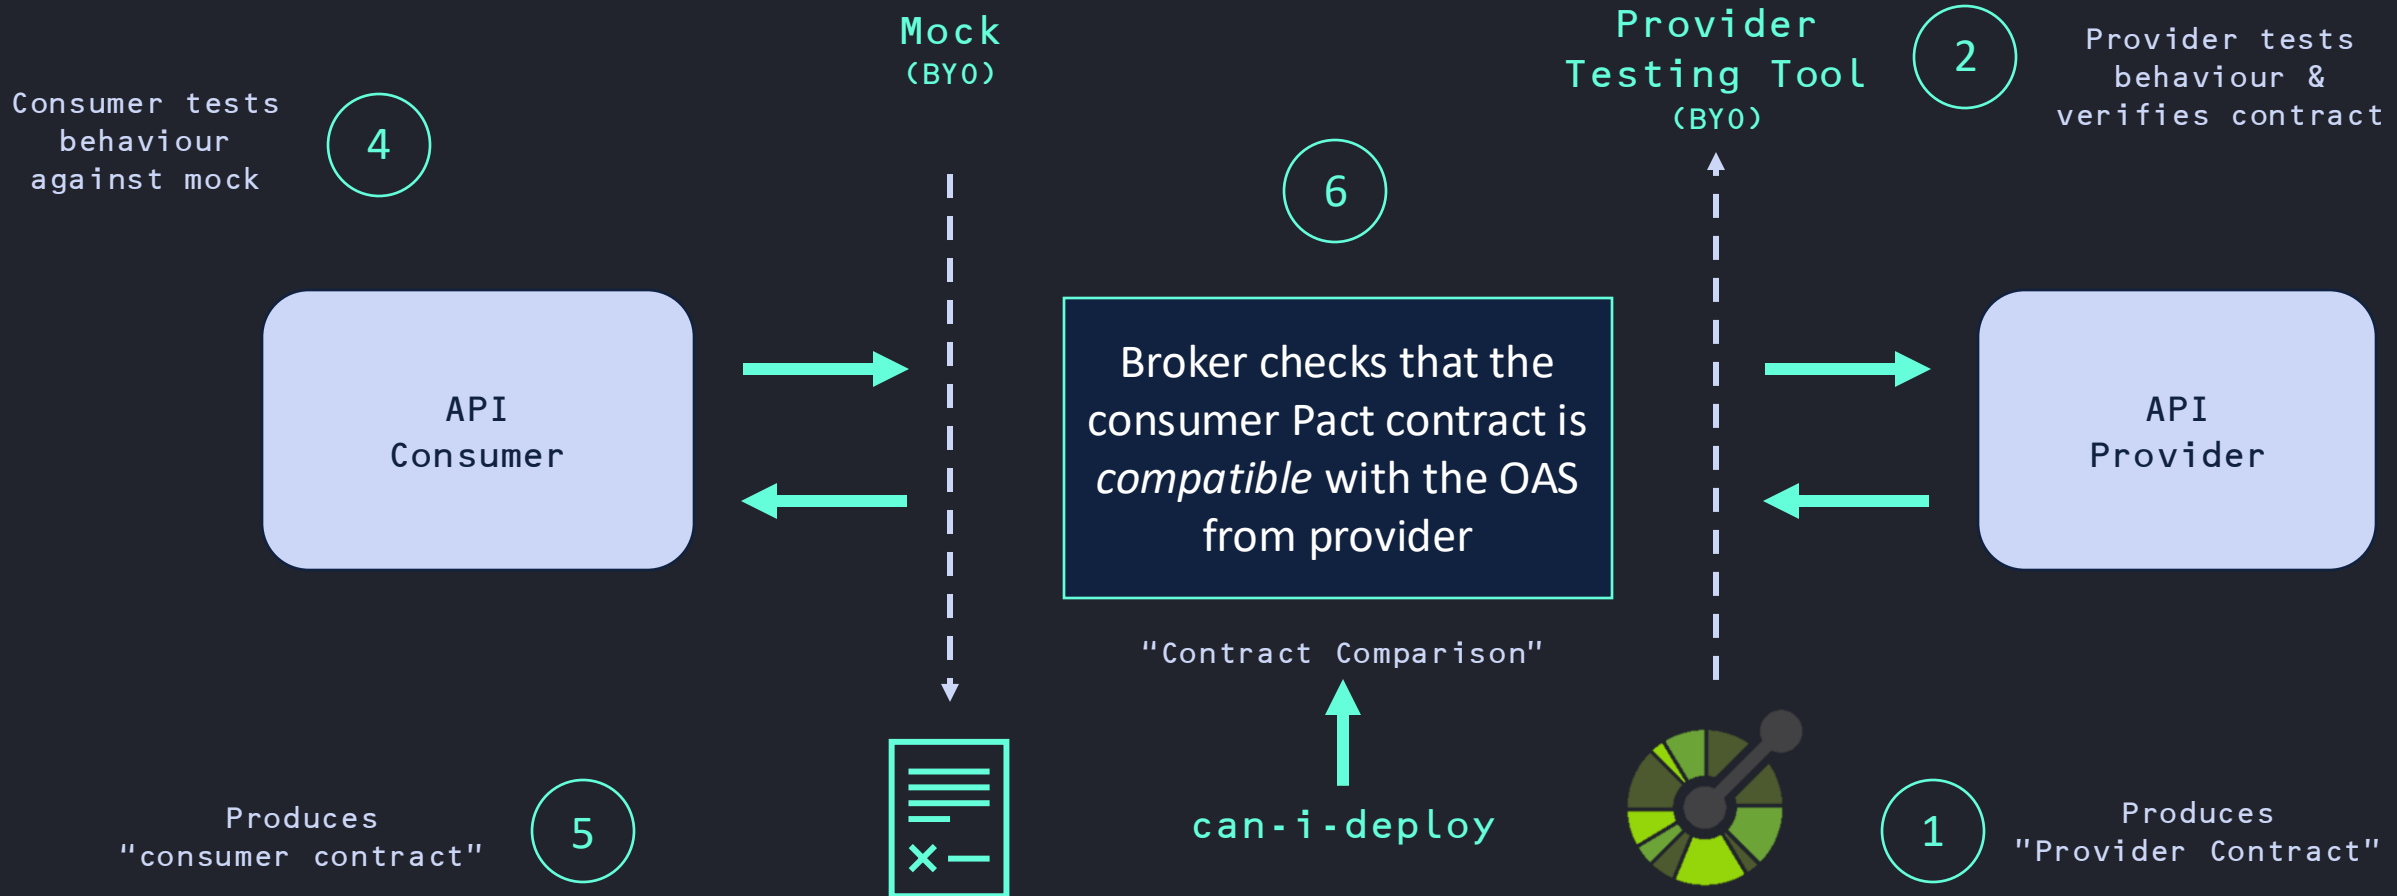 Mock
(BYO)
Provider
Testing Tool
(BYO)
2
Provider tests
behaviour &
verifies contract
Consumer tests
behaviour
against mock
4
6
API
Consumer
Broker checks that the
consumer Pact contract is
compatible with the OAS
from provider
API
Provider
"Contract Comparison"
can-i-deploy
Produces
“consumer contract”
5
1
Produces
"Provider Contract"